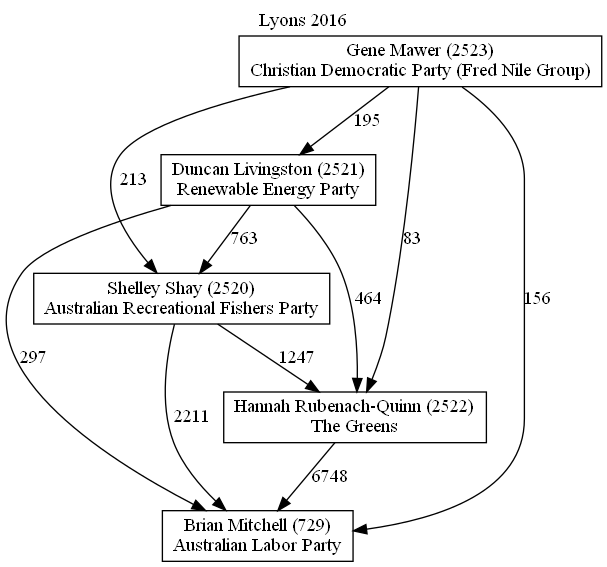 Lyons 2016
Gene Mawer (2523)
Christian Democratic Party (Fred Nile Group)
195
Duncan Livingston (2521)
Renewable Energy Party
213
763
83
Shelley Shay (2520)
Australian Recreational Fishers Party
464
156
297
1247
2211
Hannah Rubenach-Quinn (2522)
The Greens
6748
Brian Mitchell (729)
Australian Labor Party